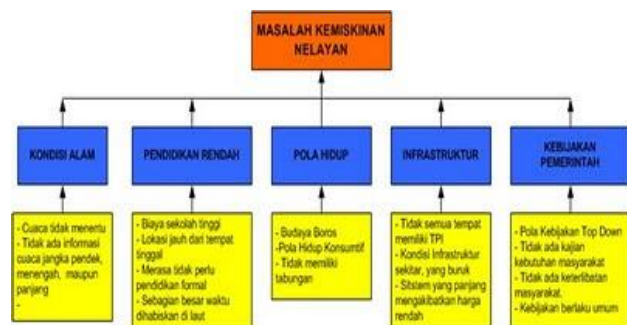 MASALAH KEMISKINAN
NELAYAN
KONDISI ALAM
PENDIDIKAN RENDAH
POLA HIDUP
INFRASTRUKTUR
KEBIJAKAN
PEMERINTAH
- Cuaca tidak menentu
- Tidak ada informasi
cuaca jangka pendek,
menengah, maupun
panjang
-
- Biaya sekolah tinggi
- Lokasi jauh dari tempat
tinggal
- Merasa tidak perlu
pendidikan formal
- Sebagian besar waktu
dihabiskan di laut
- Budaya Boros
-Pola Hidup Konsumtif
- Tidak memiliki
tabungan
- Tidak semua tempat
memiliki TPI
- Kondisi Infrastruktur
sekitar, yang buruk
- Sitstem yang panjang
mengakibatkan harga
rendah
- Pola Kebijakan Top Down
- Tidak ada kajian
kebutuhan masyarakat
- Tidak ada keterlibatan
masyarakat.
- Kebijakan berlaku umum